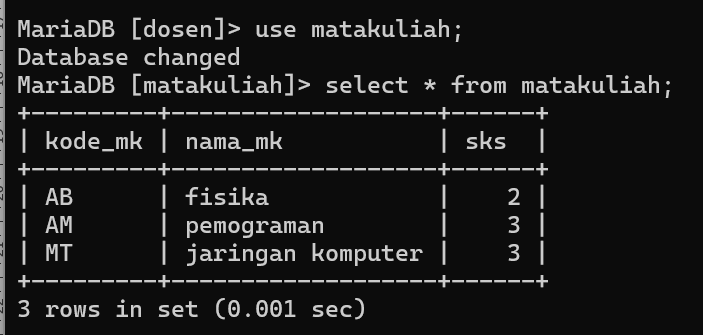 MariaDB [dosen]> use matakuliah;
Database changed
MariaDB [matakuliah]> select * from matakuliah;
+---------+-------------------+------+
| kode_mk | nama_mk           | sks  |
+---------+-------------------+------+
| AB      | fisika            |    2 |
| AM      | pemograman        |    3 |
| MT      | jaringan komputer |    3 |
+---------+-------------------+------+
3 rows in set (0.001 sec)